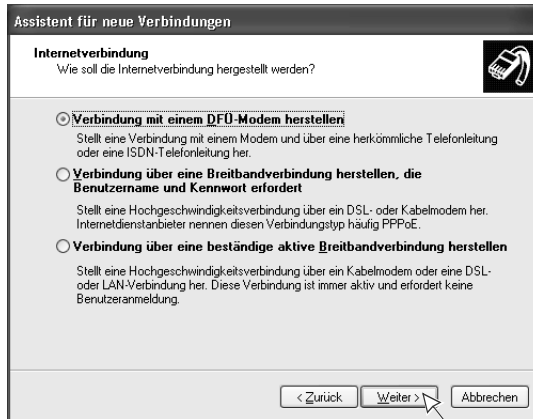 Assistent für neue Verbindungen
Internetverbindung
Wie soll die Internetverbindung hergestellt werden?
Verbindung mit einem DFÜ-Modem herstellen
Stellt eine Verbindung mit einem Modem und über eine herkömmliche Telefonleitung
oder eine ISDN-Telefonleitung her.
Verbindung über eine Breitbandverbindung herstellen, die
Benutzername und Kennwort erfordert
Stellt eine Hochgeschwindigkeitsverbindung über ein DSL- oder Kabelmodem her.
Internetdienstanbieter nennen diesen Verbindungstyp häufig PPPoE.
Verbindung über eine beständige aktive Breitbandverbindung herstellen
Stellt eine Hochgeschwindigkeitsverbindung über ein Kabelmodem oder eine DSL-
oder LAN-Verbindung her. Diese Verbindung ist immer aktiv und erfordert keine
Benutzeranmeldung.
< Zurück Weiter > Abbrechen